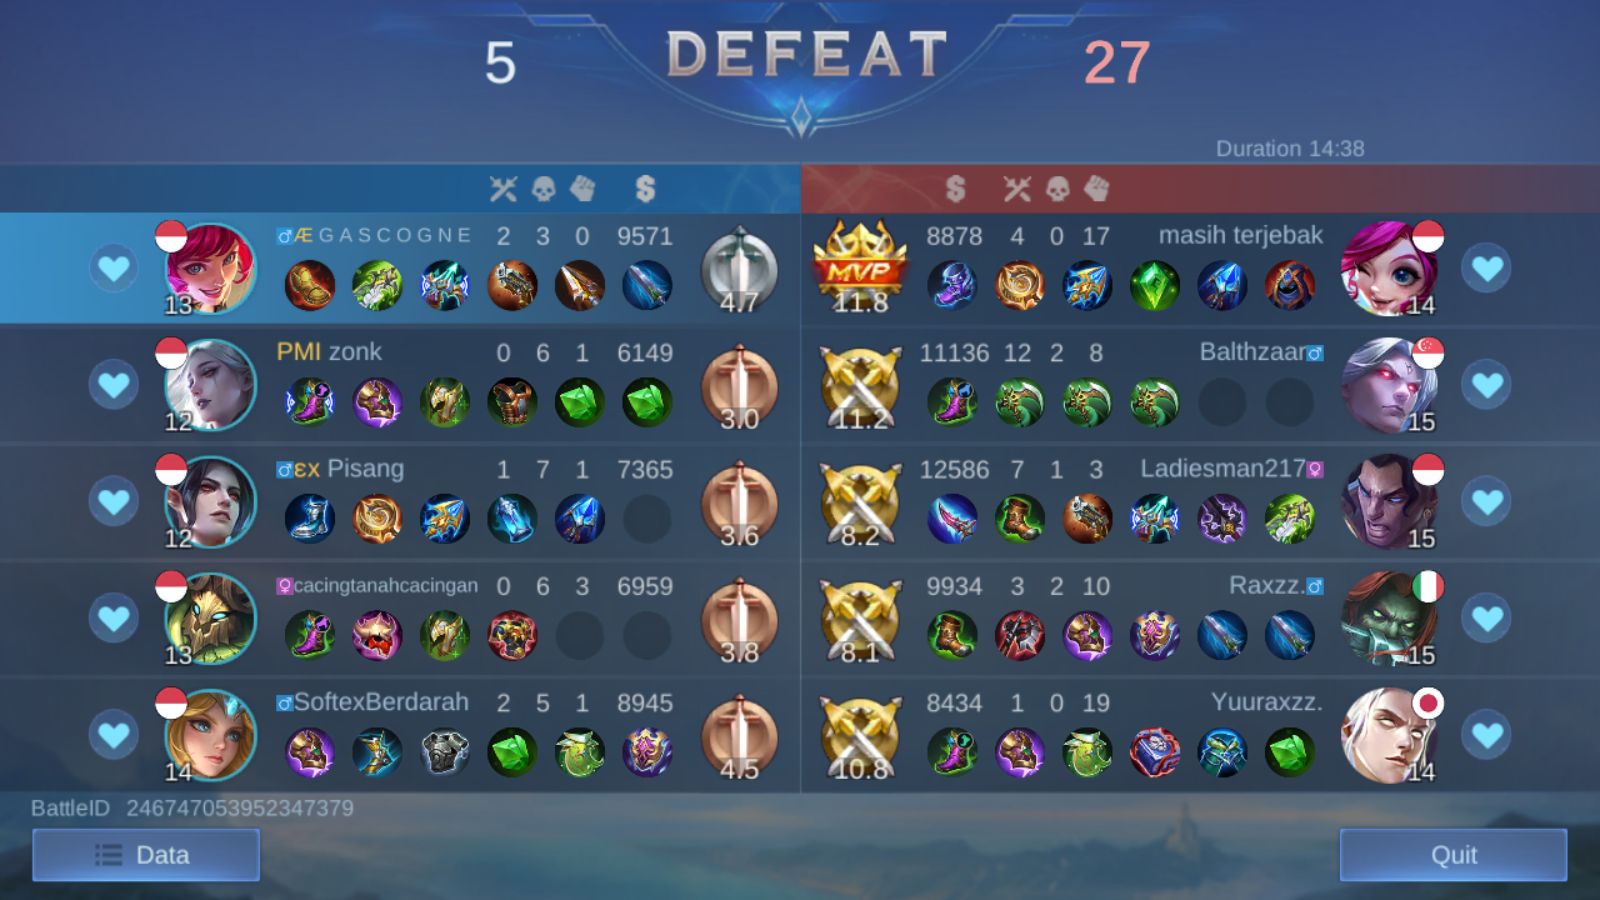 5 DEFEAT 27
Duration 14:38
13 ÆGASCOGNE 2 3 0 9571 4.7
MVP 11.8 8878 4 0 17 masih terjebak 14
12 PMI zonk 0 6 1 6149 3.0
11.2 11136 12 2 8 Balthzaar 15
12 εx Pisang 1 7 1 7365 3.6
8.2 12586 7 1 3 Ladiesman217 15
13 cacingtanahcacingan 0 6 3 6959 3.8
8.1 9934 3 2 10 Raxzz. 15
14 SoftexBerdarah 2 5 1 8945 4.5
10.8 8434 1 0 19 Yuuraxzz. 14
BattleID 246747053952347379
Data
Quit